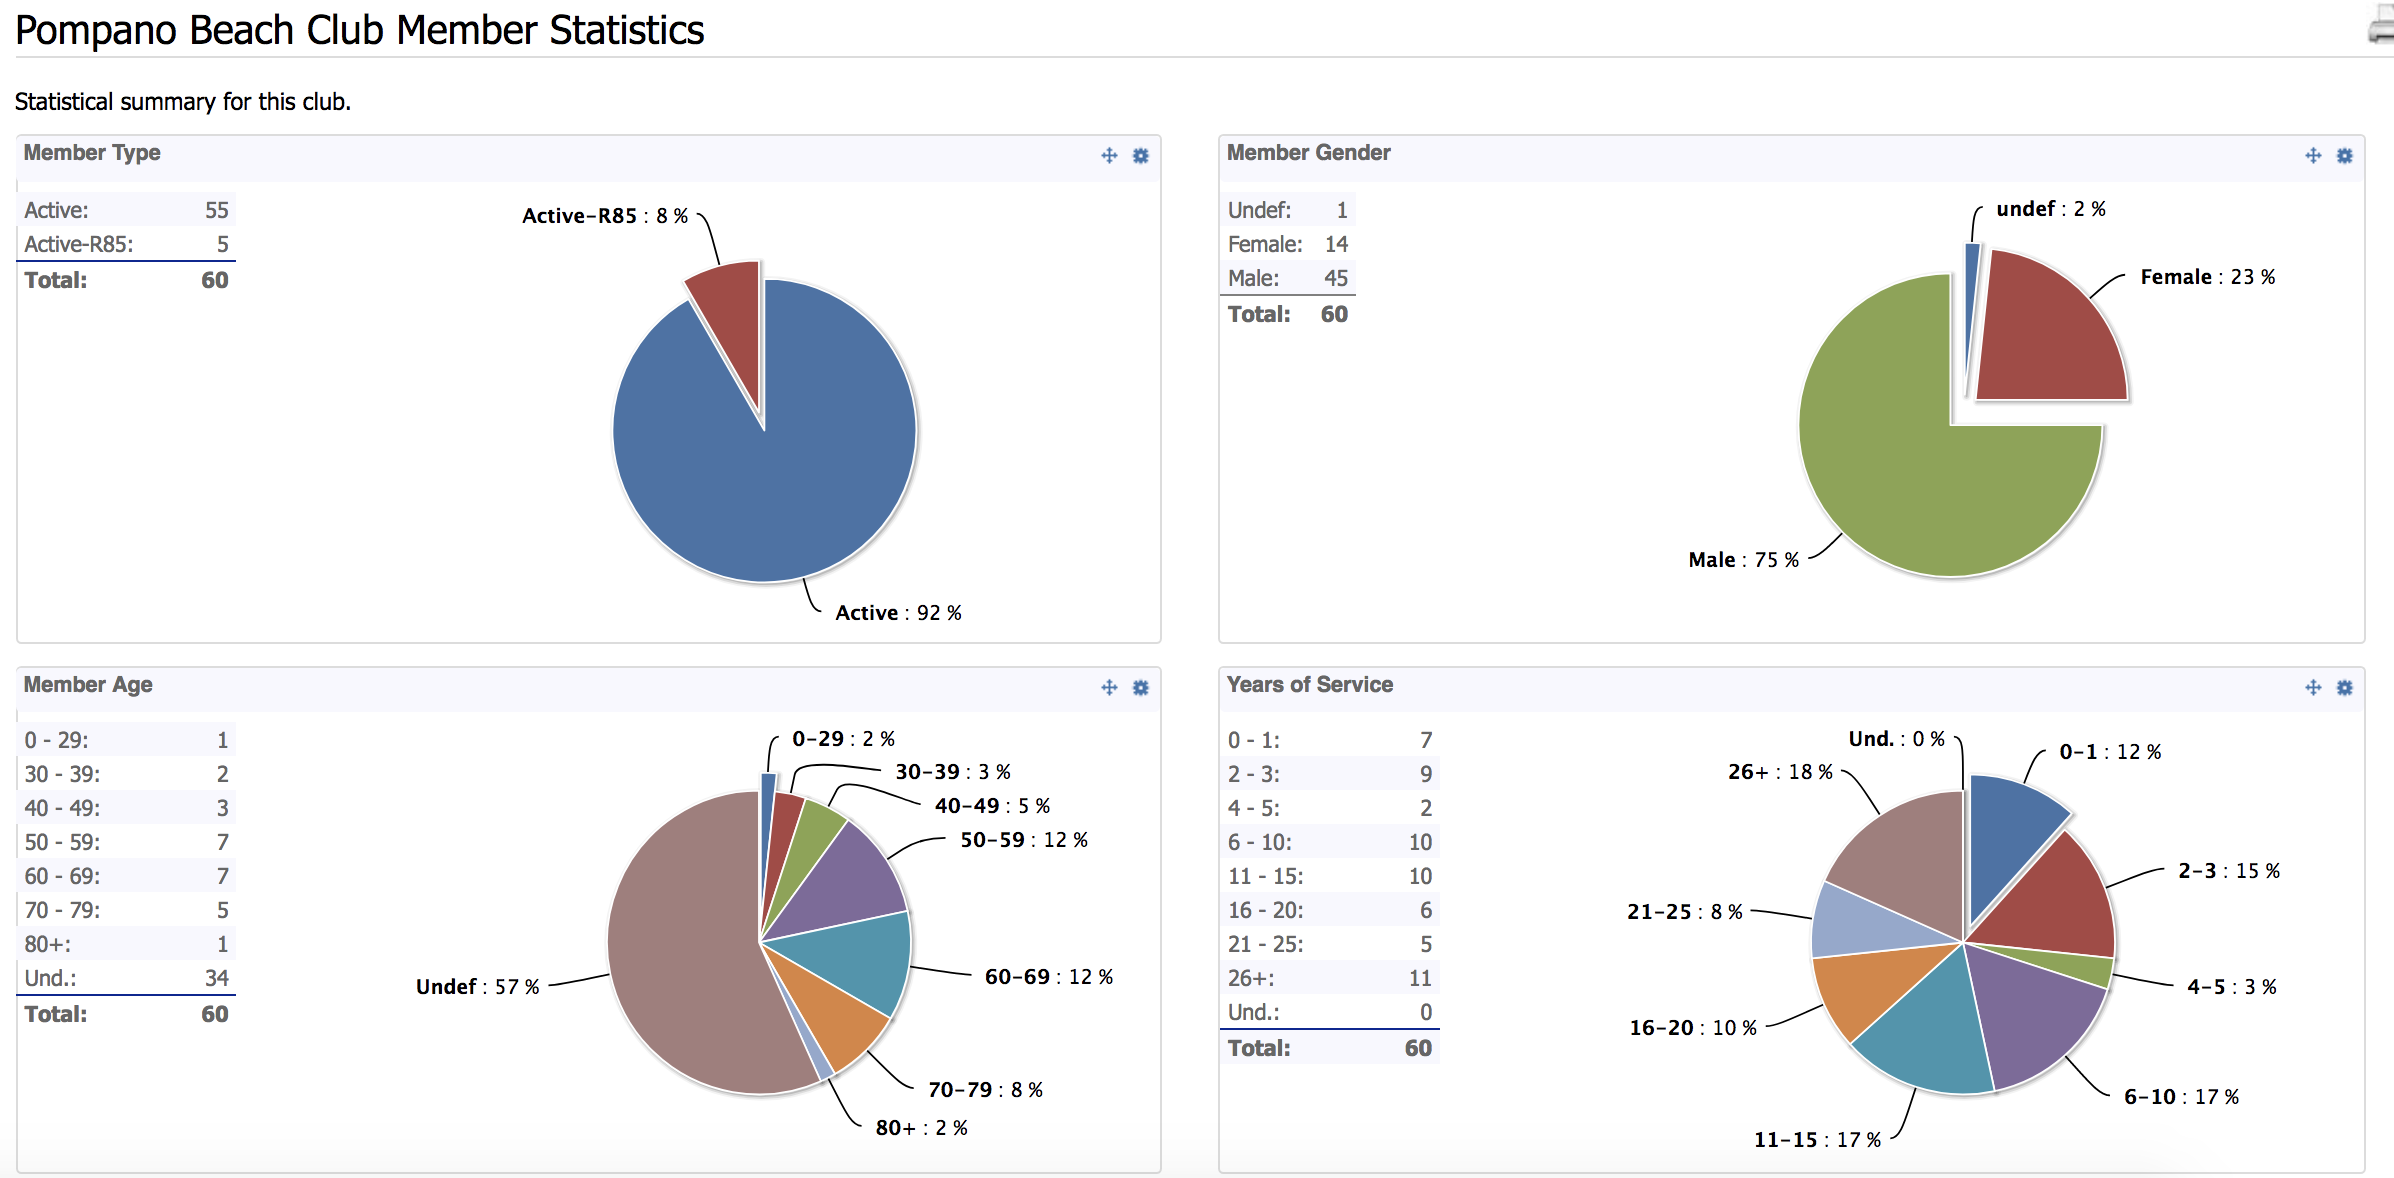 Pompano Beach Club Member Statistics
Statistical summary for this club.
Member Type
Active: 55
Active-R85: 5
Total: 60
Active-R85 : 8 %
Active : 92 %
Member Gender
Undef: 1
Female: 14
Male: 45
Total: 60
undef : 2 %
Female : 23 %
Male : 75 %
Member Age
0 - 29: 1
30 - 39: 2
40 - 49: 3
50 - 59: 7
60 - 69: 7
70 - 79: 5
80+: 1
Und.: 34
Total: 60
0-29 : 2 %
30-39 : 3 %
40-49 : 5 %
50-59 : 12 %
60-69 : 12 %
Undef : 57 %
70-79 : 8 %
80+ : 2 %
Years of Service
0 - 1: 7
2 - 3: 9
4 - 5: 2
6 - 10: 10
11 - 15: 10
16 - 20: 6
21 - 25: 5
26+: 11
Und.: 0
Total: 60
Und. : 0 %
0-1 : 12 %
26+ : 18 %
2-3 : 15 %
21-25 : 8 %
4-5 : 3 %
16-20 : 10 %
6-10 : 17 %
11-15 : 17 %